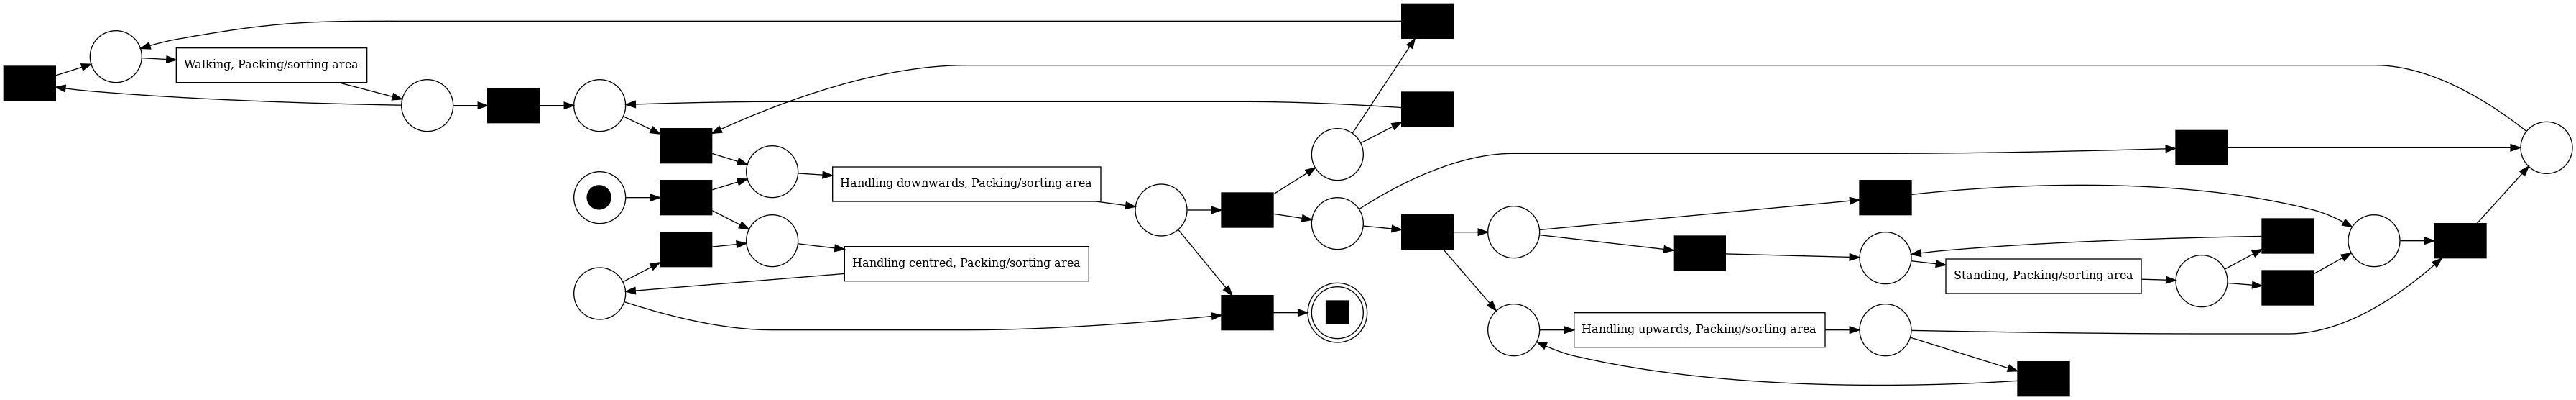 Walking, Packing/sorting area
Handling downwards, Packing/sorting area
Handling centred, Packing/sorting area
Standing, Packing/sorting area
Handling upwards, Packing/sorting area